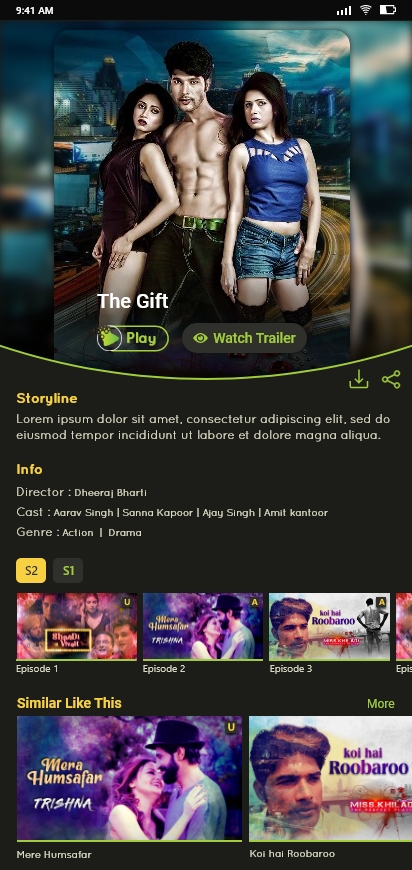 9:41 AM
The Gift
Play
Watch Trailer
Storyline
Lorem ipsum dolor sit amet, consectetur adipiscing elit, sed do
eiusmod tempor incididunt ut labore et dolore magna aliqua.
Info
Director : Dheeraj Bharti
Cast : Aarav Singh | Sanna Kapoor | Ajay Singh | Amit kantoor
Genre : Action | Drama
S2
S1
U
Shaadi
Vivah
A
Mera
Humsafar
TRISHNA
A
koi hai
Roobaroo
MISS KHILADI
Episode 1
Episode 2
Episode 3
Epis
Similar Like This
More
U
Mera
Humsafar
TRISHNA
koi hai
Roobaroo
MISS KHILAD
Mere Humsafar
Koi hai Roobaroo